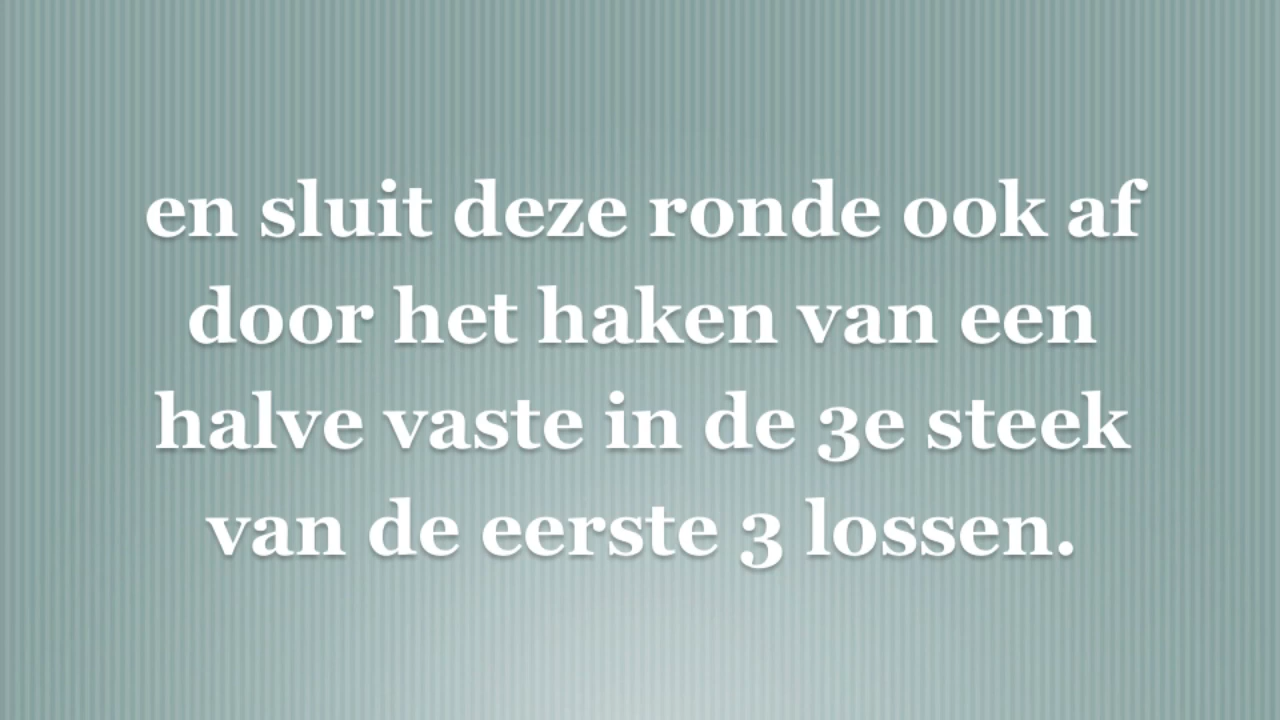 en sluit deze ronde ook af
door het haken van een
halve vaste in de 3e steek
van de eerste 3 lossen.